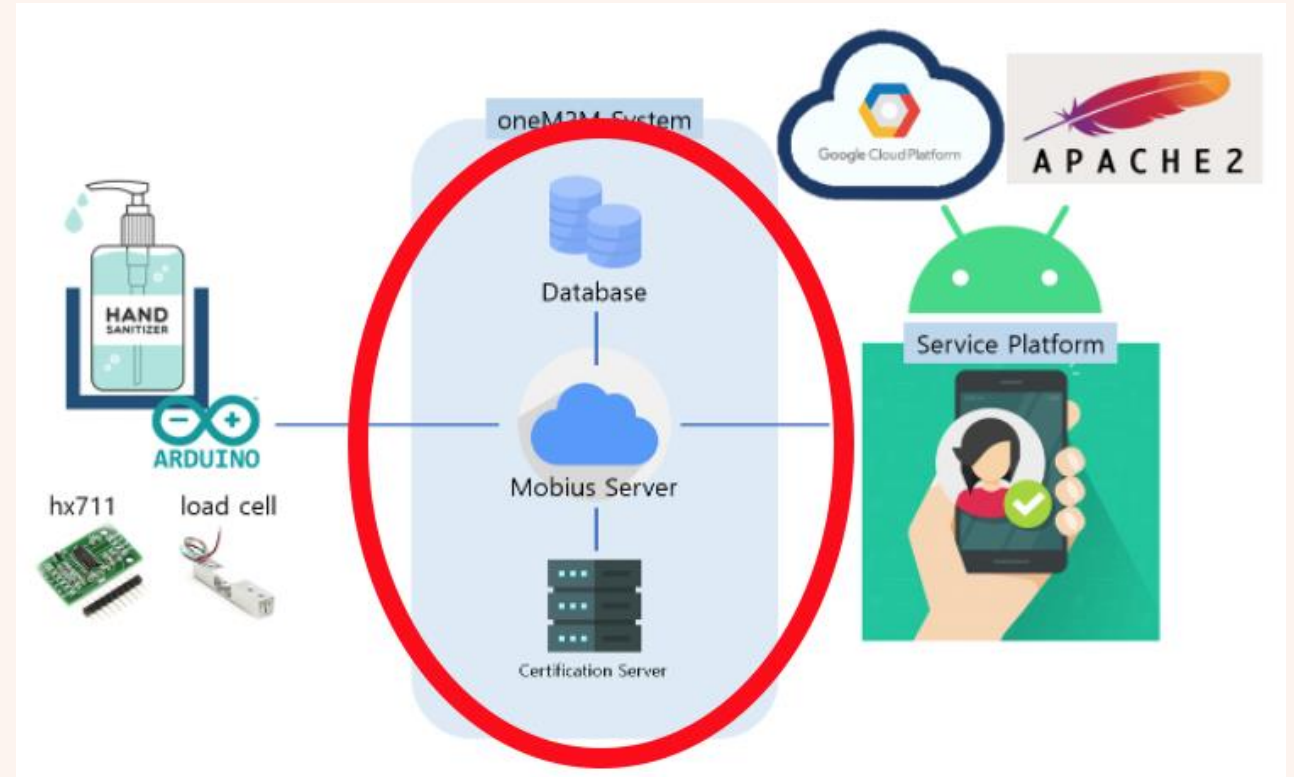 oneM2M System
Google Cloud Platform
APACHE2
Database
HAND
SANITIZER
Service Platform
ARDUINO
Mobius Server
hx711
load cell
Certification Server